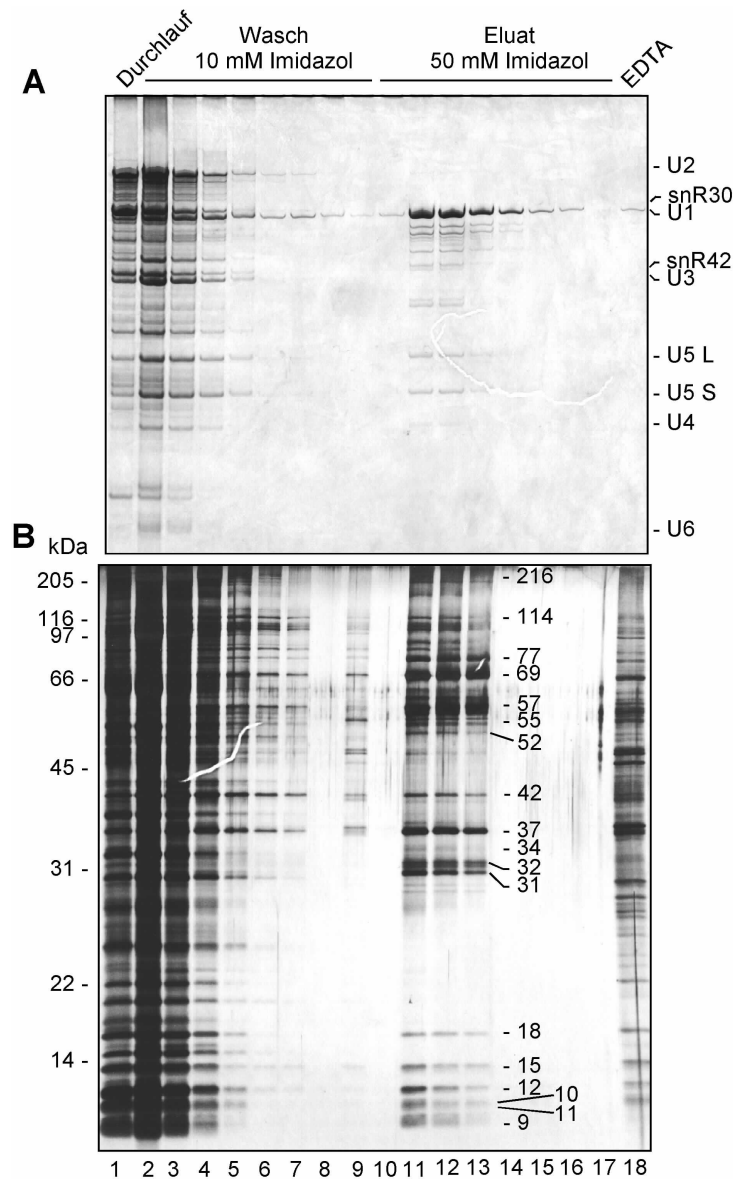 Durchlauf
Wasch
10 mM Imidazol
Eluat
50 mM Imidazol
EDTA
A
- U2
snR30
U1
snR42
U3
- U5 L
- U5 S
- U4
- U6
B
kDa
205 -
116 -
97 -
66 -
45 -
31 -
22 -
14 -
- 216
- 114
- 77
- 69
- 57
- 55
52
- 42
- 37
- 34
32
31
- 18
- 15
- 12
10
11
- 9
1 2 3 4 5 6 7 8 9 10 11 12 13 14 15 16 17 18